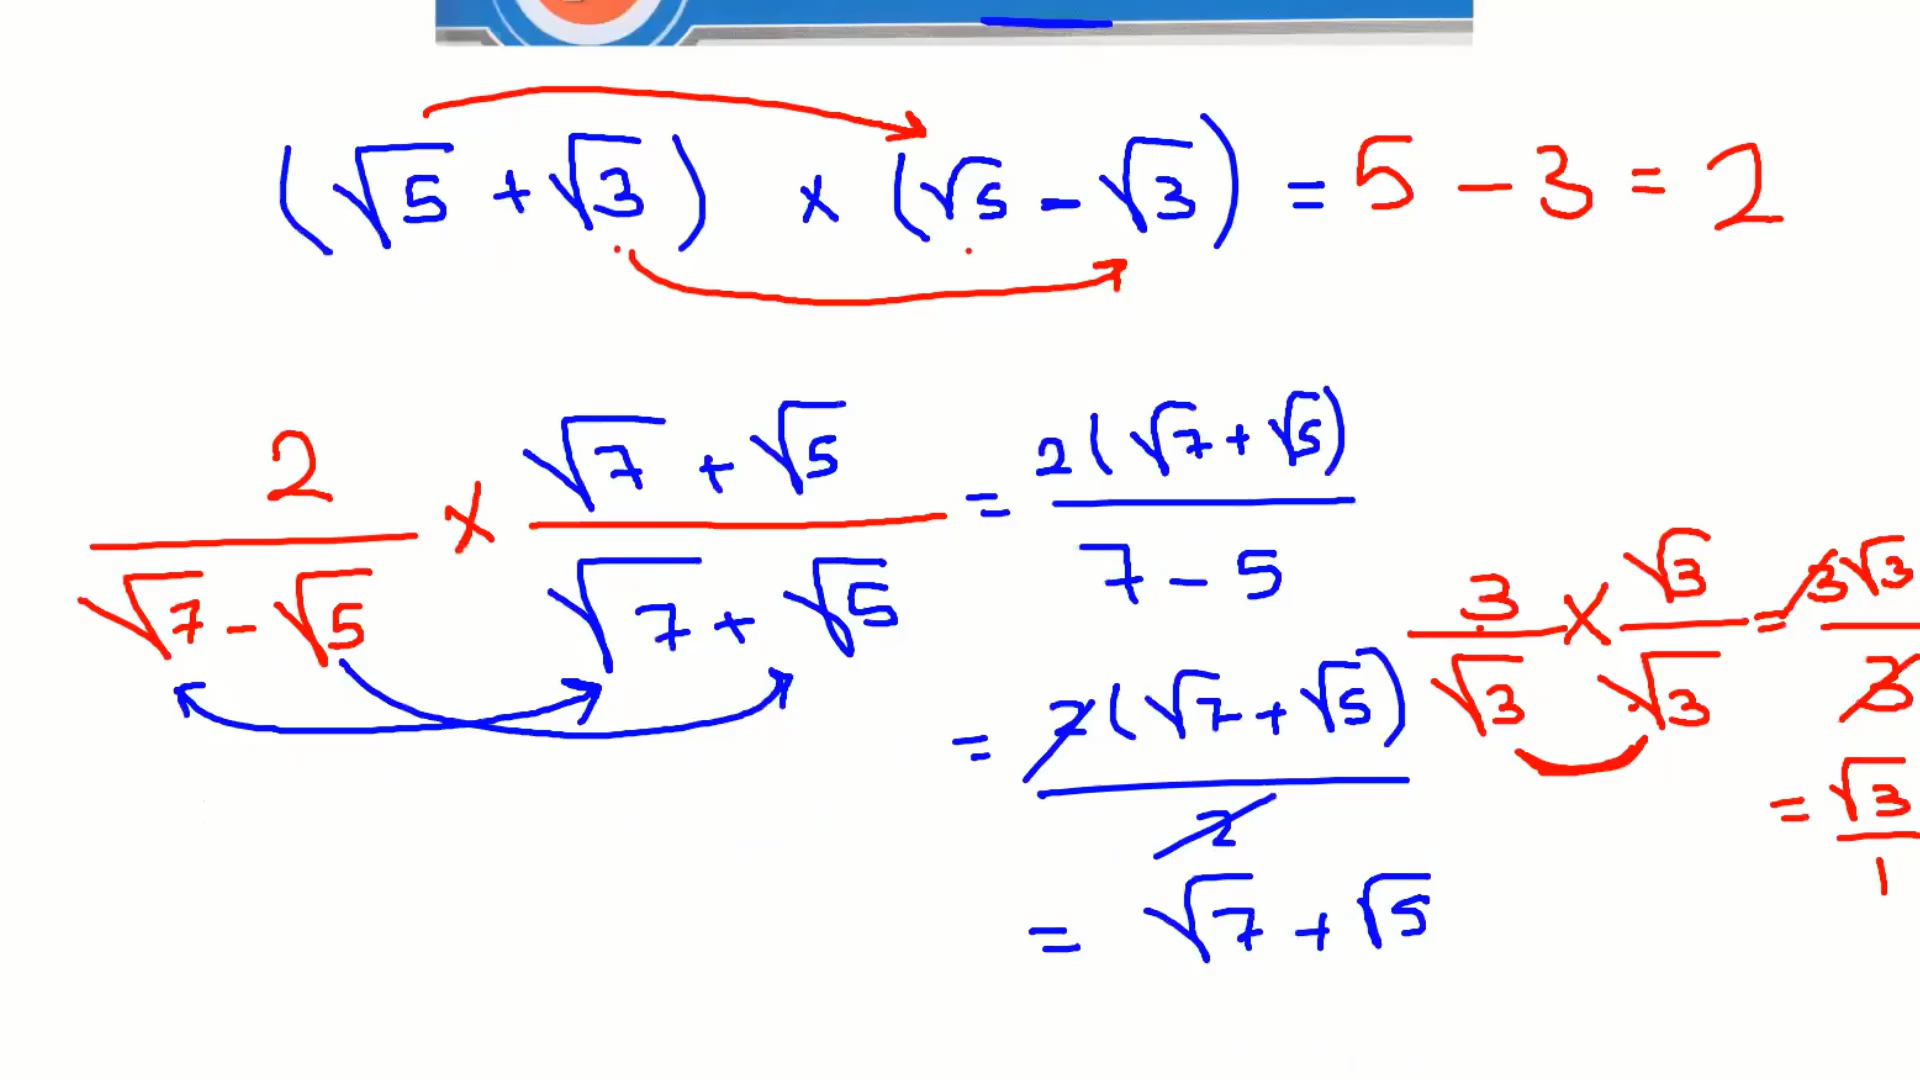 (√5 + √3) × (√5 - √3) = 5 - 3 = 2
2/(√7 - √5) × (√7 + √5)/(√7 + √5) = 2(√7 + √5)/(7 - 5)
= 2(√7 + √5)/2
= √7 + √5
3/√3 × √3/√3 = 3√3/3
= √3/1